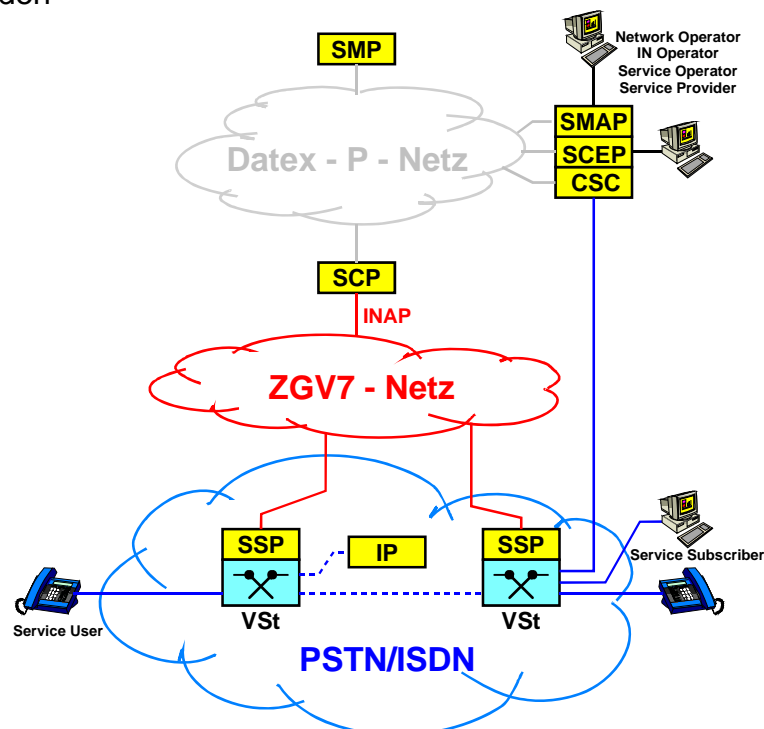 SMP
Network Operator
IN Operator
Service Operator
Service Provider
SMAP
Datex - P - Netz
SCEP
CSC
SCP
INAP
ZGV7 - Netz
SSP
IP
SSP
Service Subscriber
VSt
VSt
Service User
PSTN/ISDN